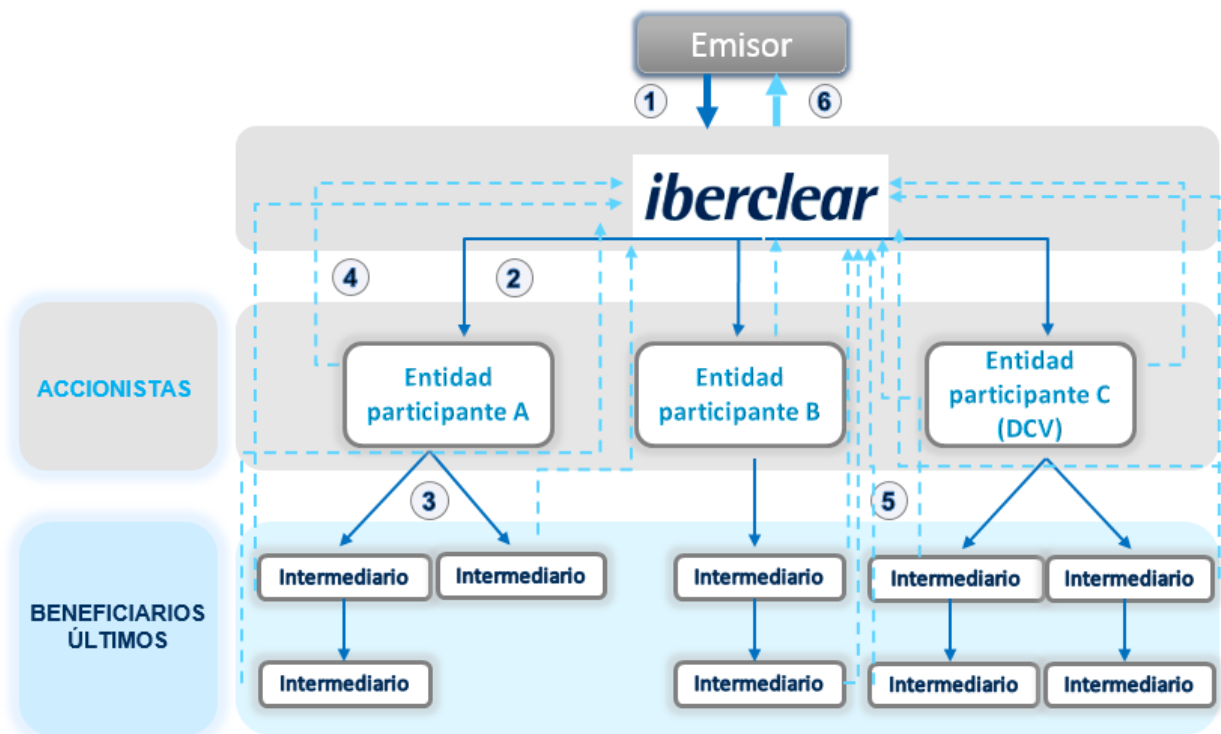 Emisor
1
6
iberclear
4
2
ACCIONISTAS
Entidad
participante A
Entidad
participante B
Entidad
participante C
(DCV)
3
5
BENEFICIARIOS
ÚLTIMOS
Intermediario
Intermediario
Intermediario
Intermediario
Intermediario
Intermediario
Intermediario
Intermediario
Intermediario